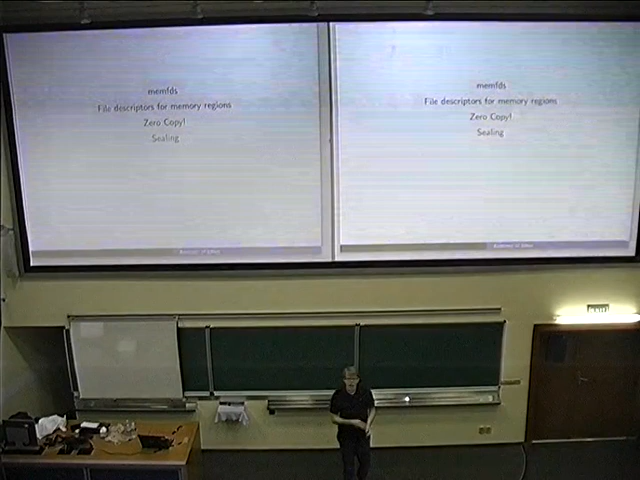 memfds
File descriptors for memory regions
Zero Copy!
Sealing
memfds
File descriptors for memory regions
Zero Copy!
Sealing